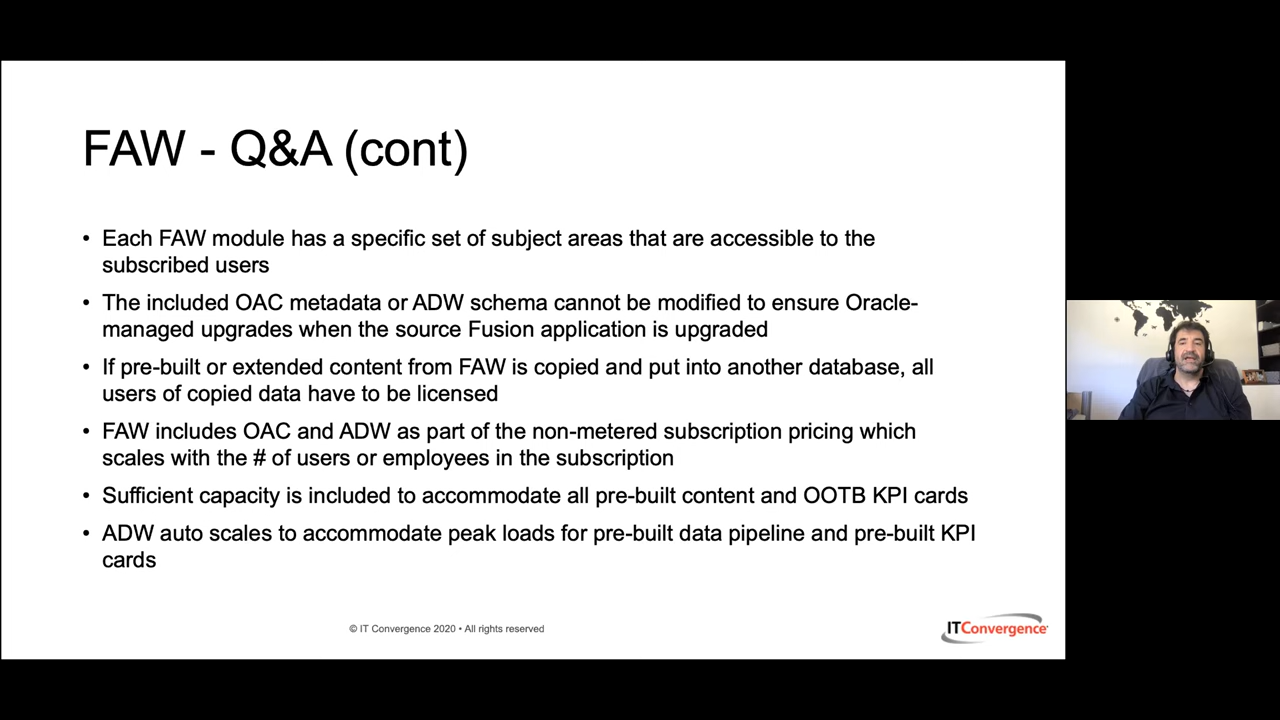 FAW - Q&A (cont)
• Each FAW module has a specific set of subject areas that are accessible to the
subscribed users
• The included OAC metadata or ADW schema cannot be modified to ensure Oracle-
managed upgrades when the source Fusion application is upgraded
• If pre-built or extended content from FAW is copied and put into another database, all
users of copied data have to be licensed
• FAW includes OAC and ADW as part of the non-metered subscription pricing which
scales with the # of users or employees in the subscription
• Sufficient capacity is included to accommodate all pre-built content and OOTB KPI cards
• ADW auto scales to accommodate peak loads for pre-built data pipeline and pre-built KPI
cards
© IT Convergence 2020 • All rights reserved
ITConvergence